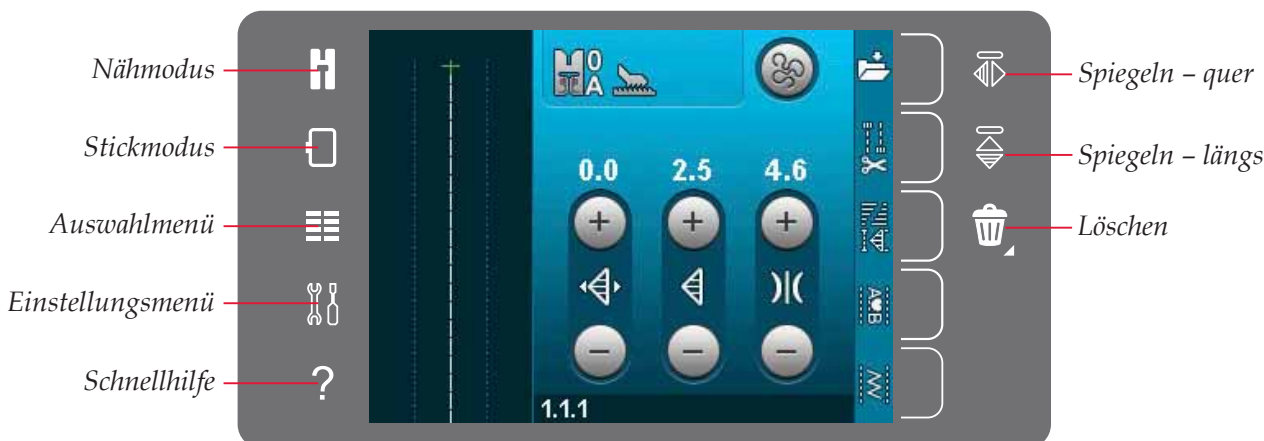 Nähmodus
Stickmodus
Auswahlmenü
Einstellungsmenü
Schnellhilfe
?
0
A
0.0 2.5 4.6
+ + +
− − −
1.1.1
A♥B
Spiegeln – quer
Spiegeln – längs
Löschen